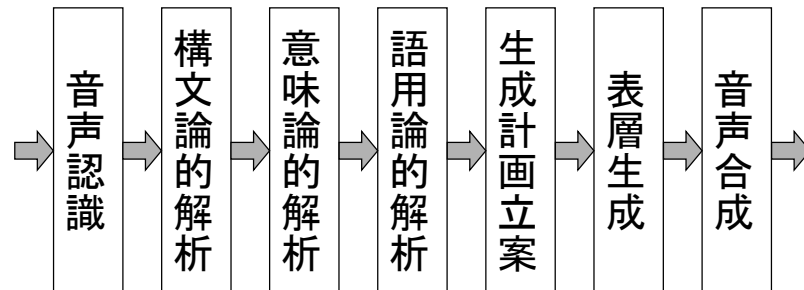 音声認識
構文論的解析
意味論的解析
語用論的解析
生成計画立案
表層生成
音声合成